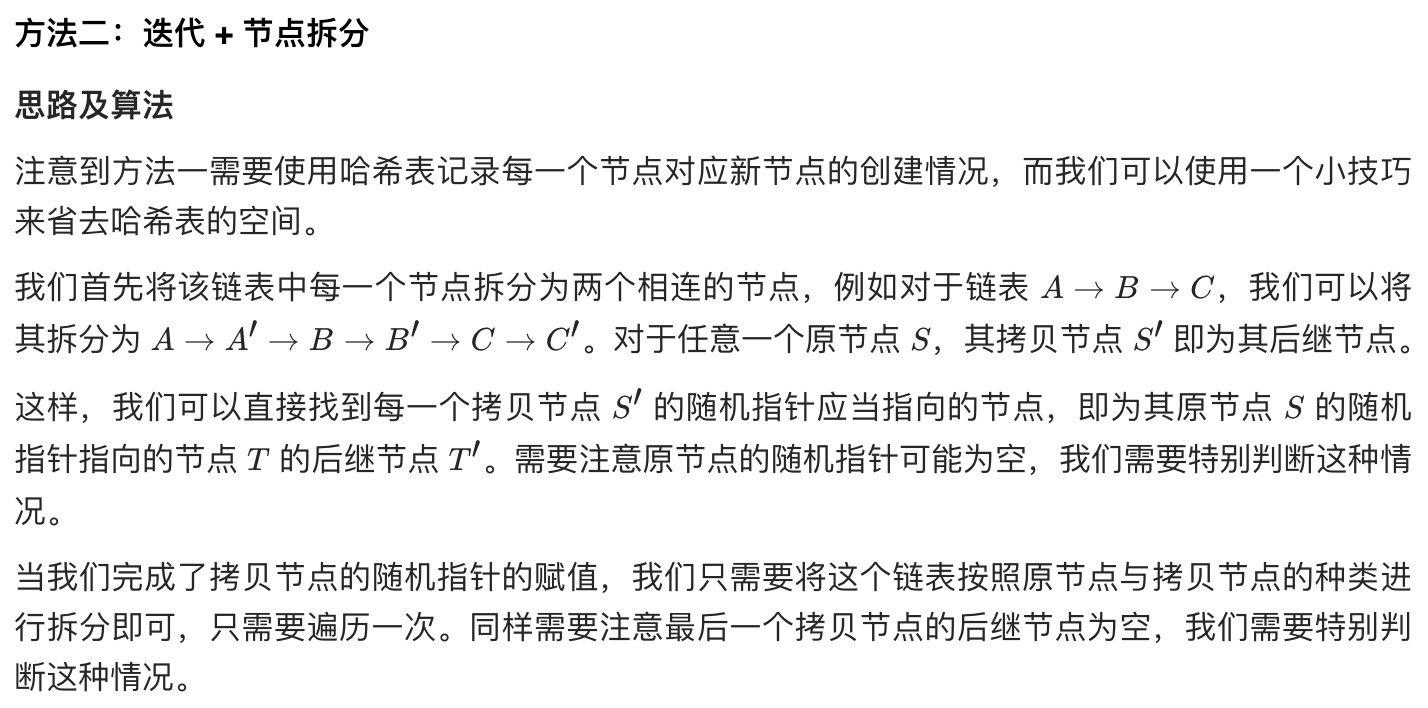 方法二：迭代 + 节点拆分
思路及算法
注意到方法一需要使用哈希表记录每一个节点对应新节点的创建情况，而我们可以使用一个小技巧
来省去哈希表的空间。
我们首先将该链表中每一个节点拆分为两个相连的节点，例如对于链表 A → B → C，我们可以将
其拆分为 A → A′ → B → B′ → C → C′。对于任意一个原节点 S，其拷贝节点 S′ 即为其后继节点。
这样，我们可以直接找到每一个拷贝节点 S′ 的随机指针应当指向的节点，即为其原节点 S 的随机
指针指向的节点 T 的后继节点 T′。需要注意原节点的随机指针可能为空，我们需要特别判断这种情
况。
当我们完成了拷贝节点的随机指针的赋值，我们只需要将这个链表按照原节点与拷贝节点的种类进
行拆分即可，只需要遍历一次。同样需要注意最后一个拷贝节点的后继节点为空，我们需要特别判
断这种情况。